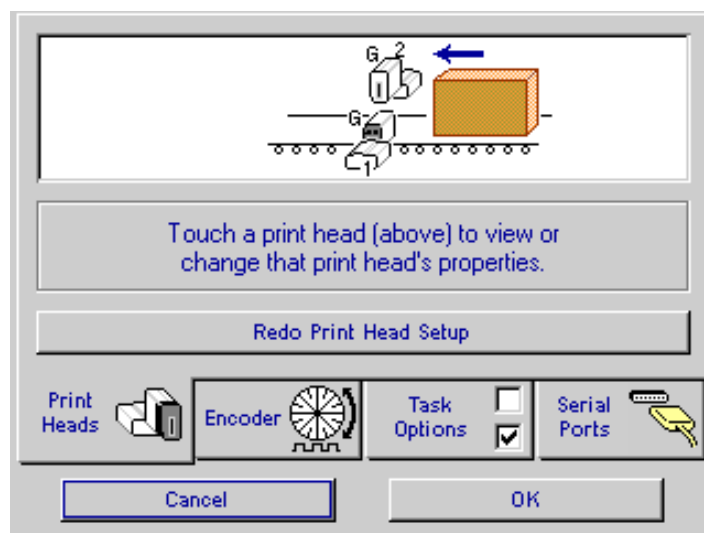 G 2
G
1
Touch a print head (above) to view or
change that print head's properties.
Redo Print Head Setup
Print
Heads
Encoder
Task
Options
Serial
Ports
Cancel
OK